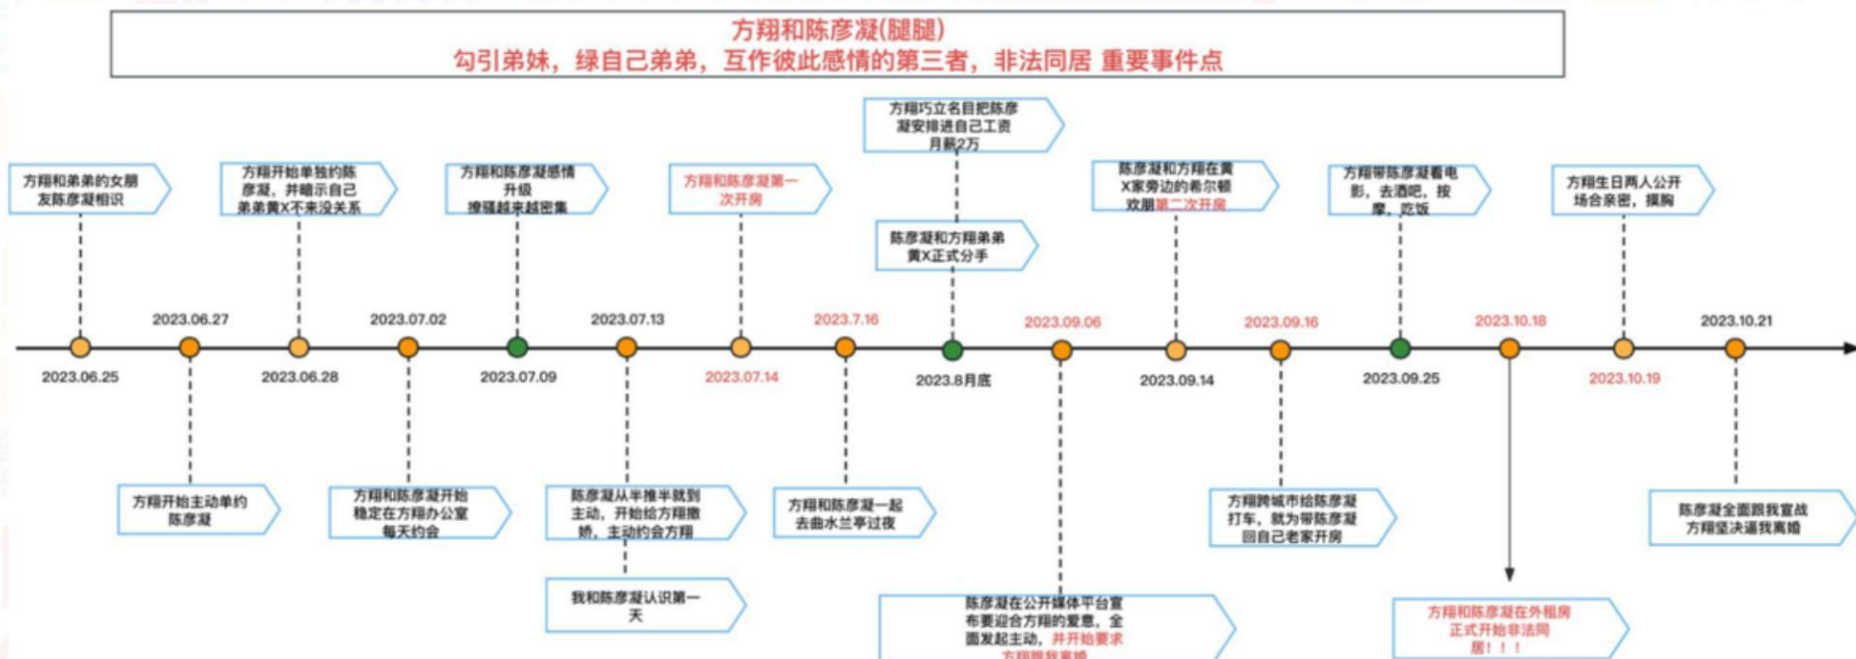 方翔和陈彦凝(腿腿)
勾引弟妹，绿自己弟弟，互作彼此感情的第三者，非法同居 重要事件点
方翔和弟弟的女朋
友陈彦凝相识
2023.06.25
2023.06.27
方翔开始主动单约
陈彦凝
方翔开始单独约陈
彦凝，并暗示自己
弟弟黄X不来没关系
2023.06.28
2023.07.02
方翔和陈彦凝开始
稳定在方翔办公室
每天约会
方翔和陈彦凝感情
升级
撩骚越来越密集
2023.07.09
2023.07.13
陈彦凝从半推半就到
主动，开始给方翔撒
娇，主动约会方翔
我和陈彦凝认识第一
天
方翔和陈彦凝第一
次开房
2023.07.14
2023.7.16
方翔和陈彦凝一起
去曲水兰亭过夜
方翔巧立名目把陈彦
凝安排进自己工资
月薪2万
陈彦凝和方翔弟弟
黄X正式分手
2023.8月底
2023.09.06
陈彦凝在公开媒体平台宣
布要迎合方翔的爱意，全
面发起主动，并开始要求
方翔跟我离婚
陈彦凝和方翔在黄
X家旁边的希尔顿
欢朋第二次开房
2023.09.14
2023.09.16
方翔跨城市给陈彦凝
打车，就为带陈彦凝
回自己老家开房
方翔带陈彦凝看电
影，去酒吧，按
摩，吃饭
2023.09.25
2023.10.18
方翔和陈彦凝在外租房
正式开始非法同
居！！！
方翔生日两人公开
场合亲密，摸胸
2023.10.19
2023.10.21
陈彦凝全面跟我宣战
方翔坚决逼我离婚